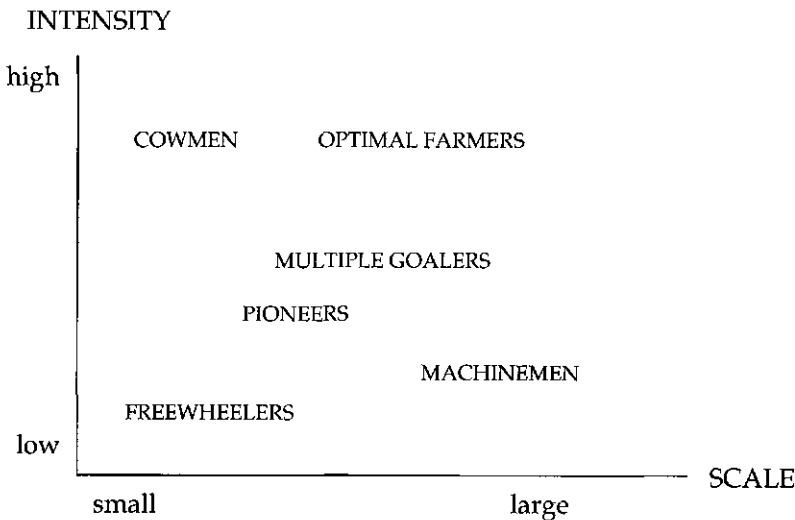 INTENSITY
high
COWMEN OPTIMAL FARMERS
MULTIPLE GOALERS
PIONEERS
MACHINEMEN
FREEWHEELERS
low
SCALE
small large